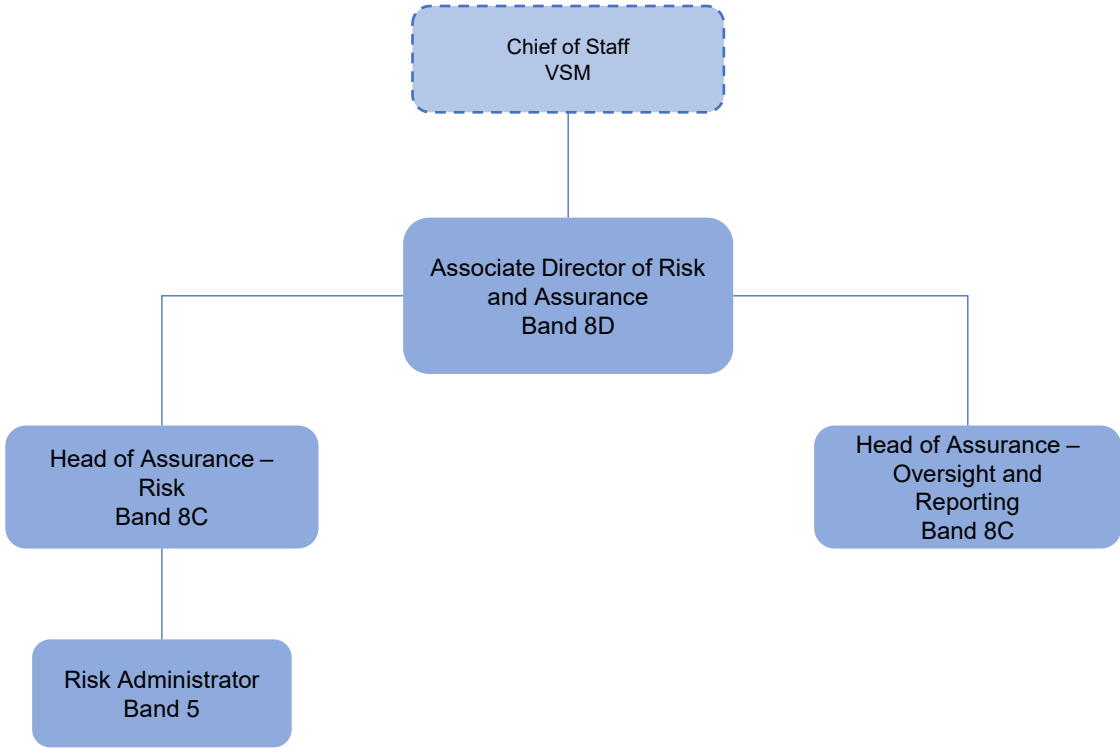 Chief of Staff
VSM
Associate Director of Risk
and Assurance
Band 8D
Head of Assurance –
Risk
Band 8C
Head of Assurance –
Oversight and
Reporting
Band 8C
Risk Administrator
Band 5